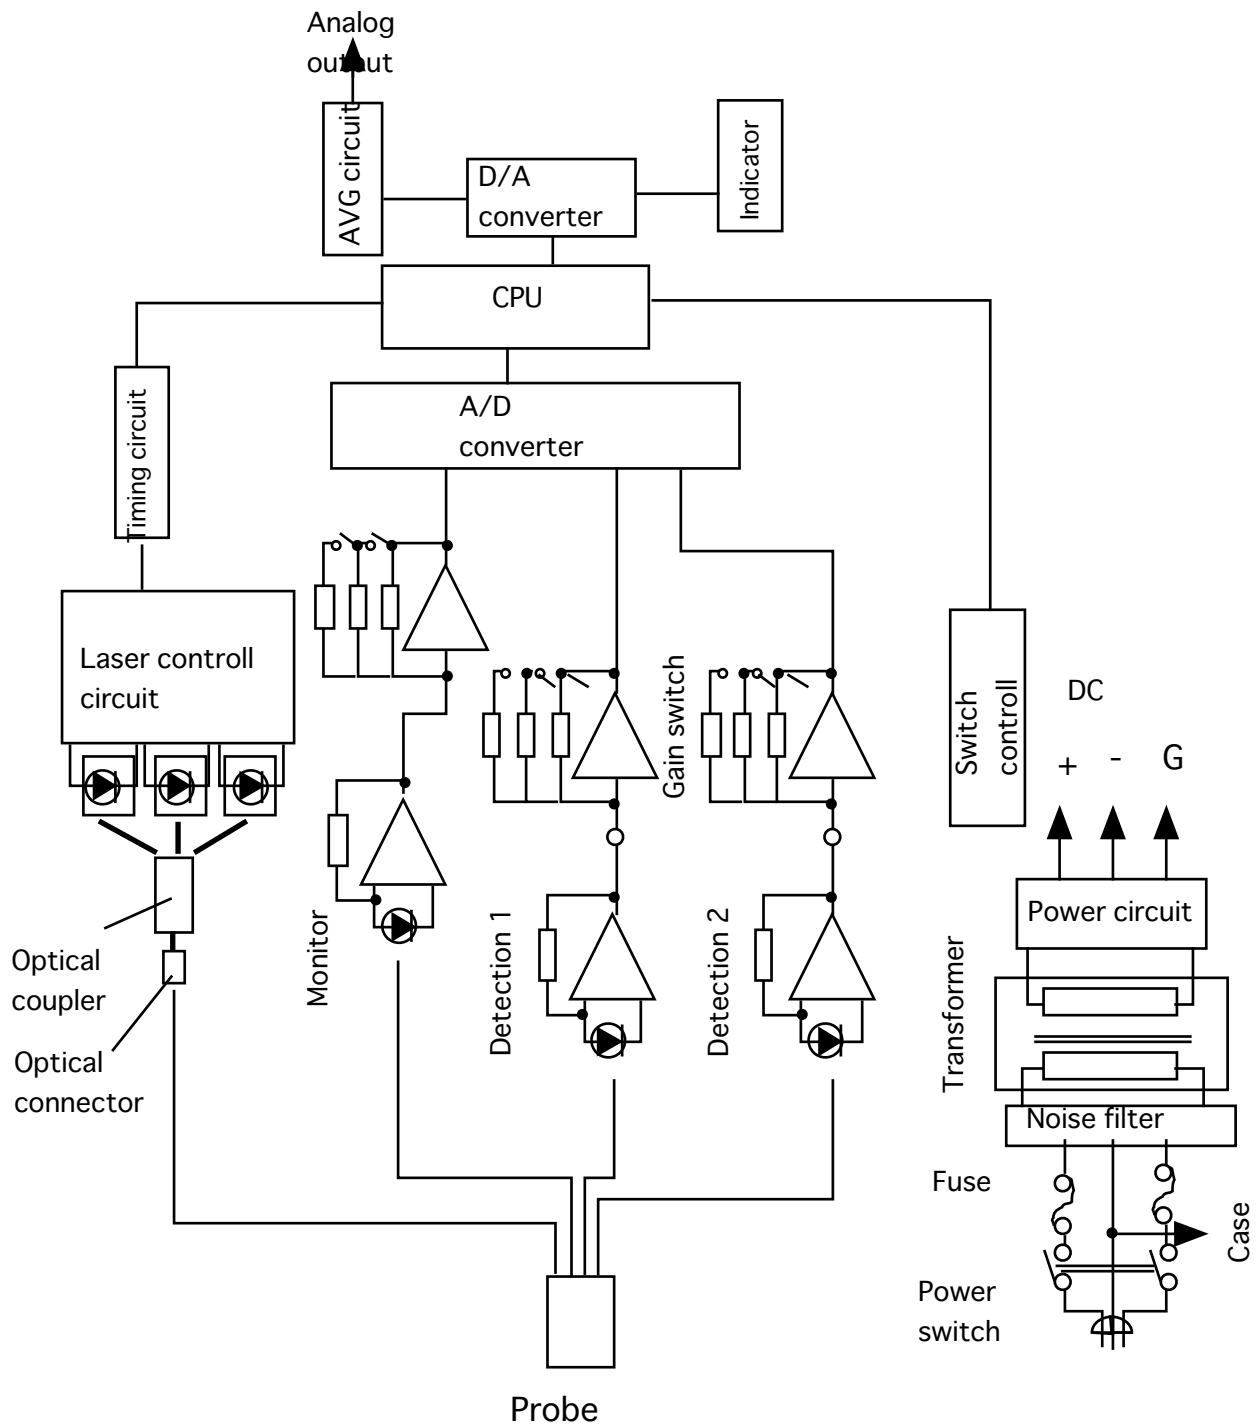 Analog
output
AVG circuit
D/A
converter
Indicator
CPU
A/D
converter
Timing circuit
Laser controll
circuit
Gain switch
Switch
controll
DC
+
-
G
Power circuit
Optical
coupler
Monitor
Detection 1
Detection 2
Transformer
Optical
connector
Noise filter
Fuse
Case
Power
switch
Probe